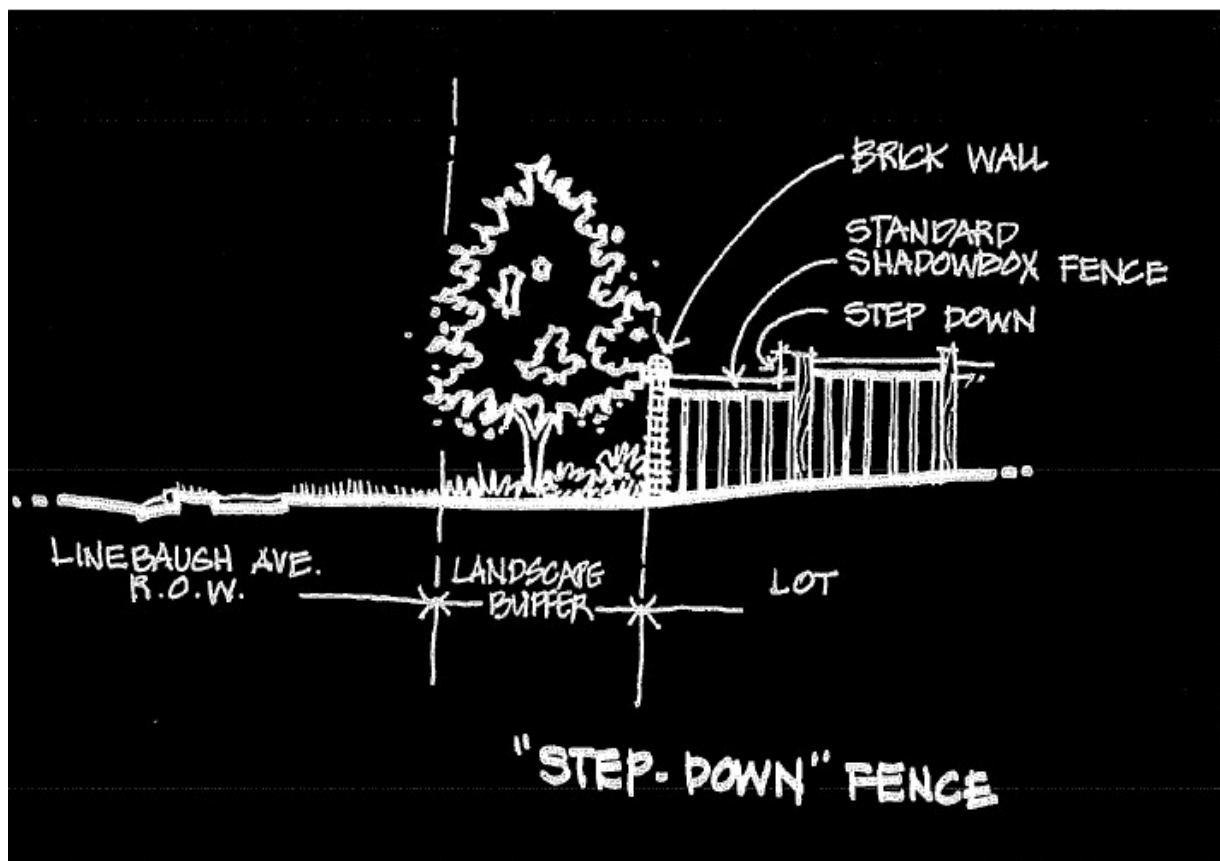 BRICK WALL
STANDARD
SHADOWBOX FENCE
STEP DOWN
LINEBAUGH AVE.
R.O.W.
LANDSCAPE
BUFFER
LOT
"STEP-DOWN" FENCE